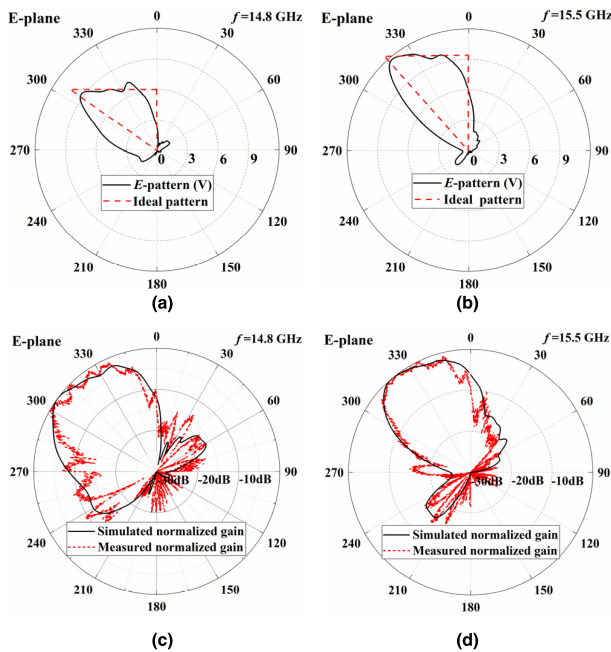 E-plane
0
f=14.8 GHz
330
30
300
60
270
0
3
6
9
90
E-pattern (V)
Ideal pattern
240
120
210
150
180
(a)
E-plane
0
f=15.5 GHz
330
30
300
60
270
0
3
6
9
90
E-pattern (V)
Ideal pattern
240
120
210
150
180
(b)
E-plane
0
f=14.8 GHz
330
30
300
60
270
-30dB
-20dB
-10dB
90
Simulated normalized gain
Measured normalized gain
240
120
210
150
180
(c)
E-plane
0
f=15.5 GHz
330
30
300
60
270
-30dB
-20dB
-10dB
90
Simulated normalized gain
Measured normalized gain
240
120
210
150
180
(d)